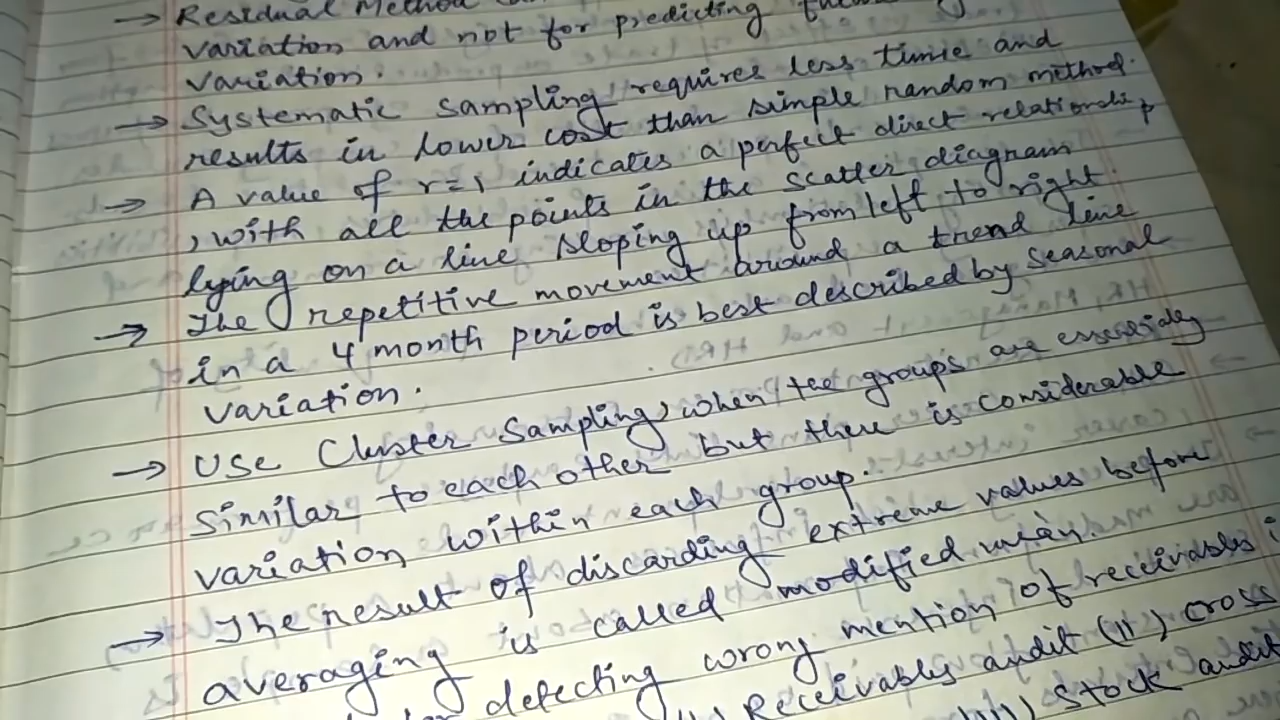 → Residual Method
variation and not for predicting
variation.
→ Systematic sampling requires less time and
results in lower cost than simple random method.
→ A value of r=1 indicates a perfect direct relationship
, with all the points in the scatter diagram
lying on a line sloping up from left to right.
→ The repetitive movement around a trend line
in a 4 month period is best described by seasonal
variation.
→ Use Cluster Sampling, when the groups are
similar to each other but there is considerable
variation within each group.
→ The result of discarding extreme values before
averaging is called modified mean.
detecting wrong mention of receivables
Receivables audit (ii) cross
(iii) stock audit